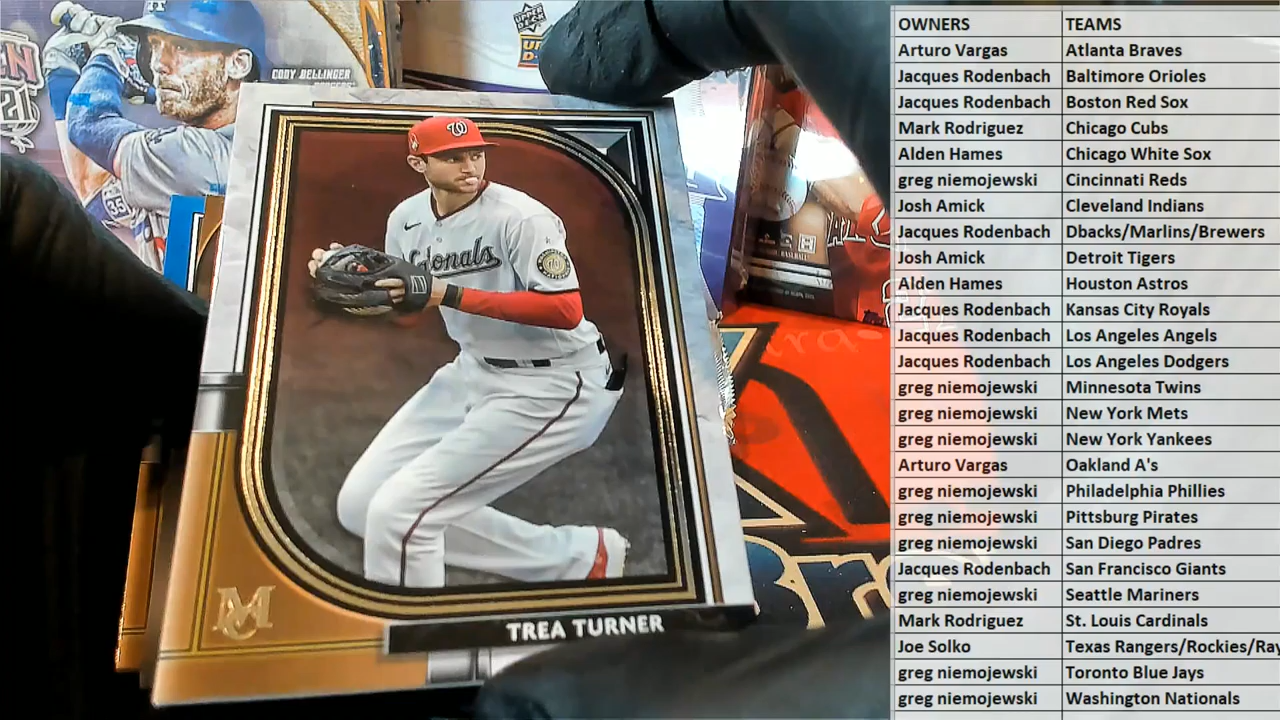 UPPER DECK
CODY BELLINGER
21
35
W
TREA TURNER
OWNERS TEAMS
Arturo Vargas Atlanta Braves
Jacques Rodenbach Baltimore Orioles
Jacques Rodenbach Boston Red Sox
Mark Rodriguez Chicago Cubs
Alden Hames Chicago White Sox
greg niemojewski Cincinnati Reds
Josh Amick Cleveland Indians
Jacques Rodenbach Dbacks/Marlins/Brewers
Josh Amick Detroit Tigers
Alden Hames Houston Astros
Jacques Rodenbach Kansas City Royals
Jacques Rodenbach Los Angeles Angels
Jacques Rodenbach Los Angeles Dodgers
greg niemojewski Minnesota Twins
greg niemojewski New York Mets
greg niemojewski New York Yankees
Arturo Vargas Oakland A's
greg niemojewski Philadelphia Phillies
greg niemojewski Pittsburg Pirates
greg niemojewski San Diego Padres
Jacques Rodenbach San Francisco Giants
greg niemojewski Seattle Mariners
Mark Rodriguez St. Louis Cardinals
Joe Solko Texas Rangers/Rockies/Ray
greg niemojewski Toronto Blue Jays
greg niemojewski Washington Nationals